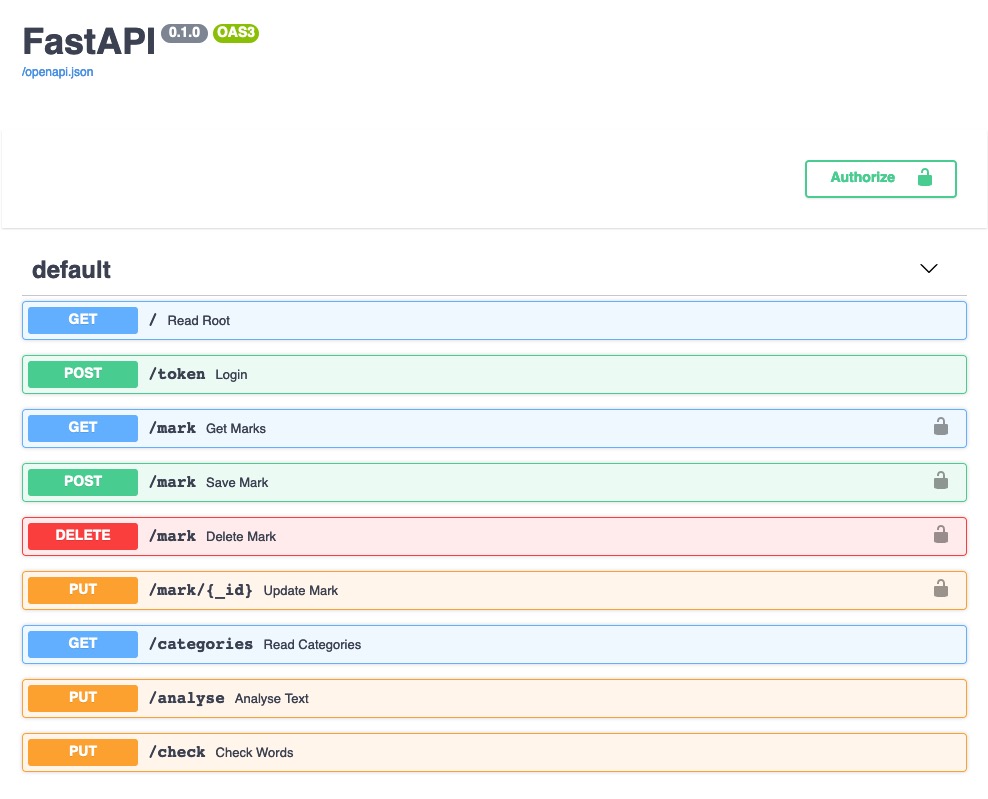 FastAPI 0.1.0 OAS3
/openapi.json
Authorize
default
GET / Read Root
POST /token Login
GET /mark Get Marks
POST /mark Save Mark
DELETE /mark Delete Mark
PUT /mark/{_id} Update Mark
GET /categories Read Categories
PUT /analyse Analyse Text
PUT /check Check Words